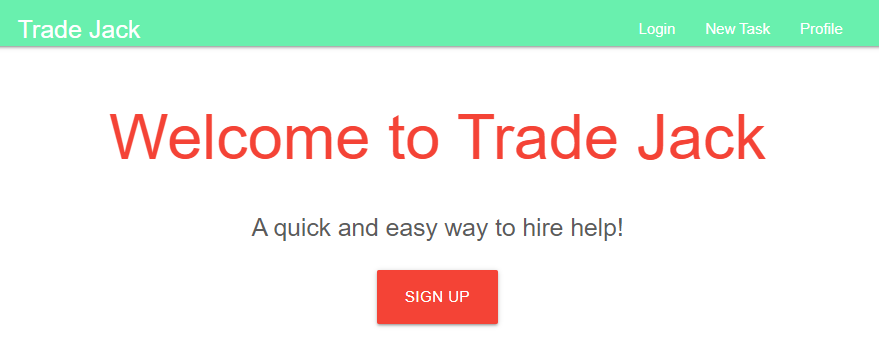 Trade Jack
Login New Task Profile
Welcome to Trade Jack
A quick and easy way to hire help!
SIGN UP